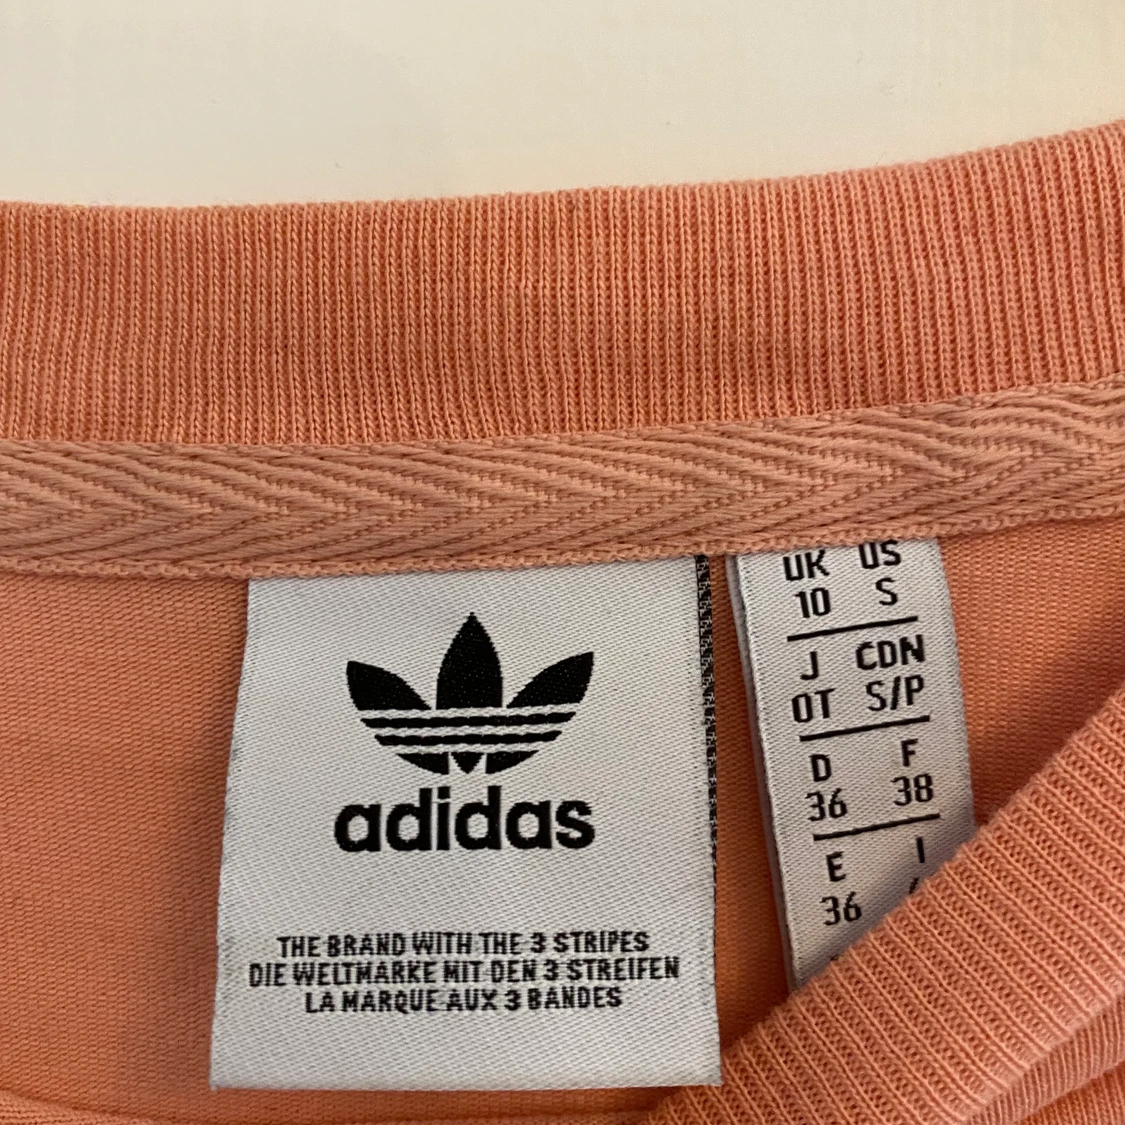 adidas
THE BRAND WITH THE 3 STRIPES
DIE WELTMARKE MIT DEN 3 STREIFEN
LA MARQUE AUX 3 BANDES
UK US
10 S
J CDN
OT S/P
D F
36 38
E I
36